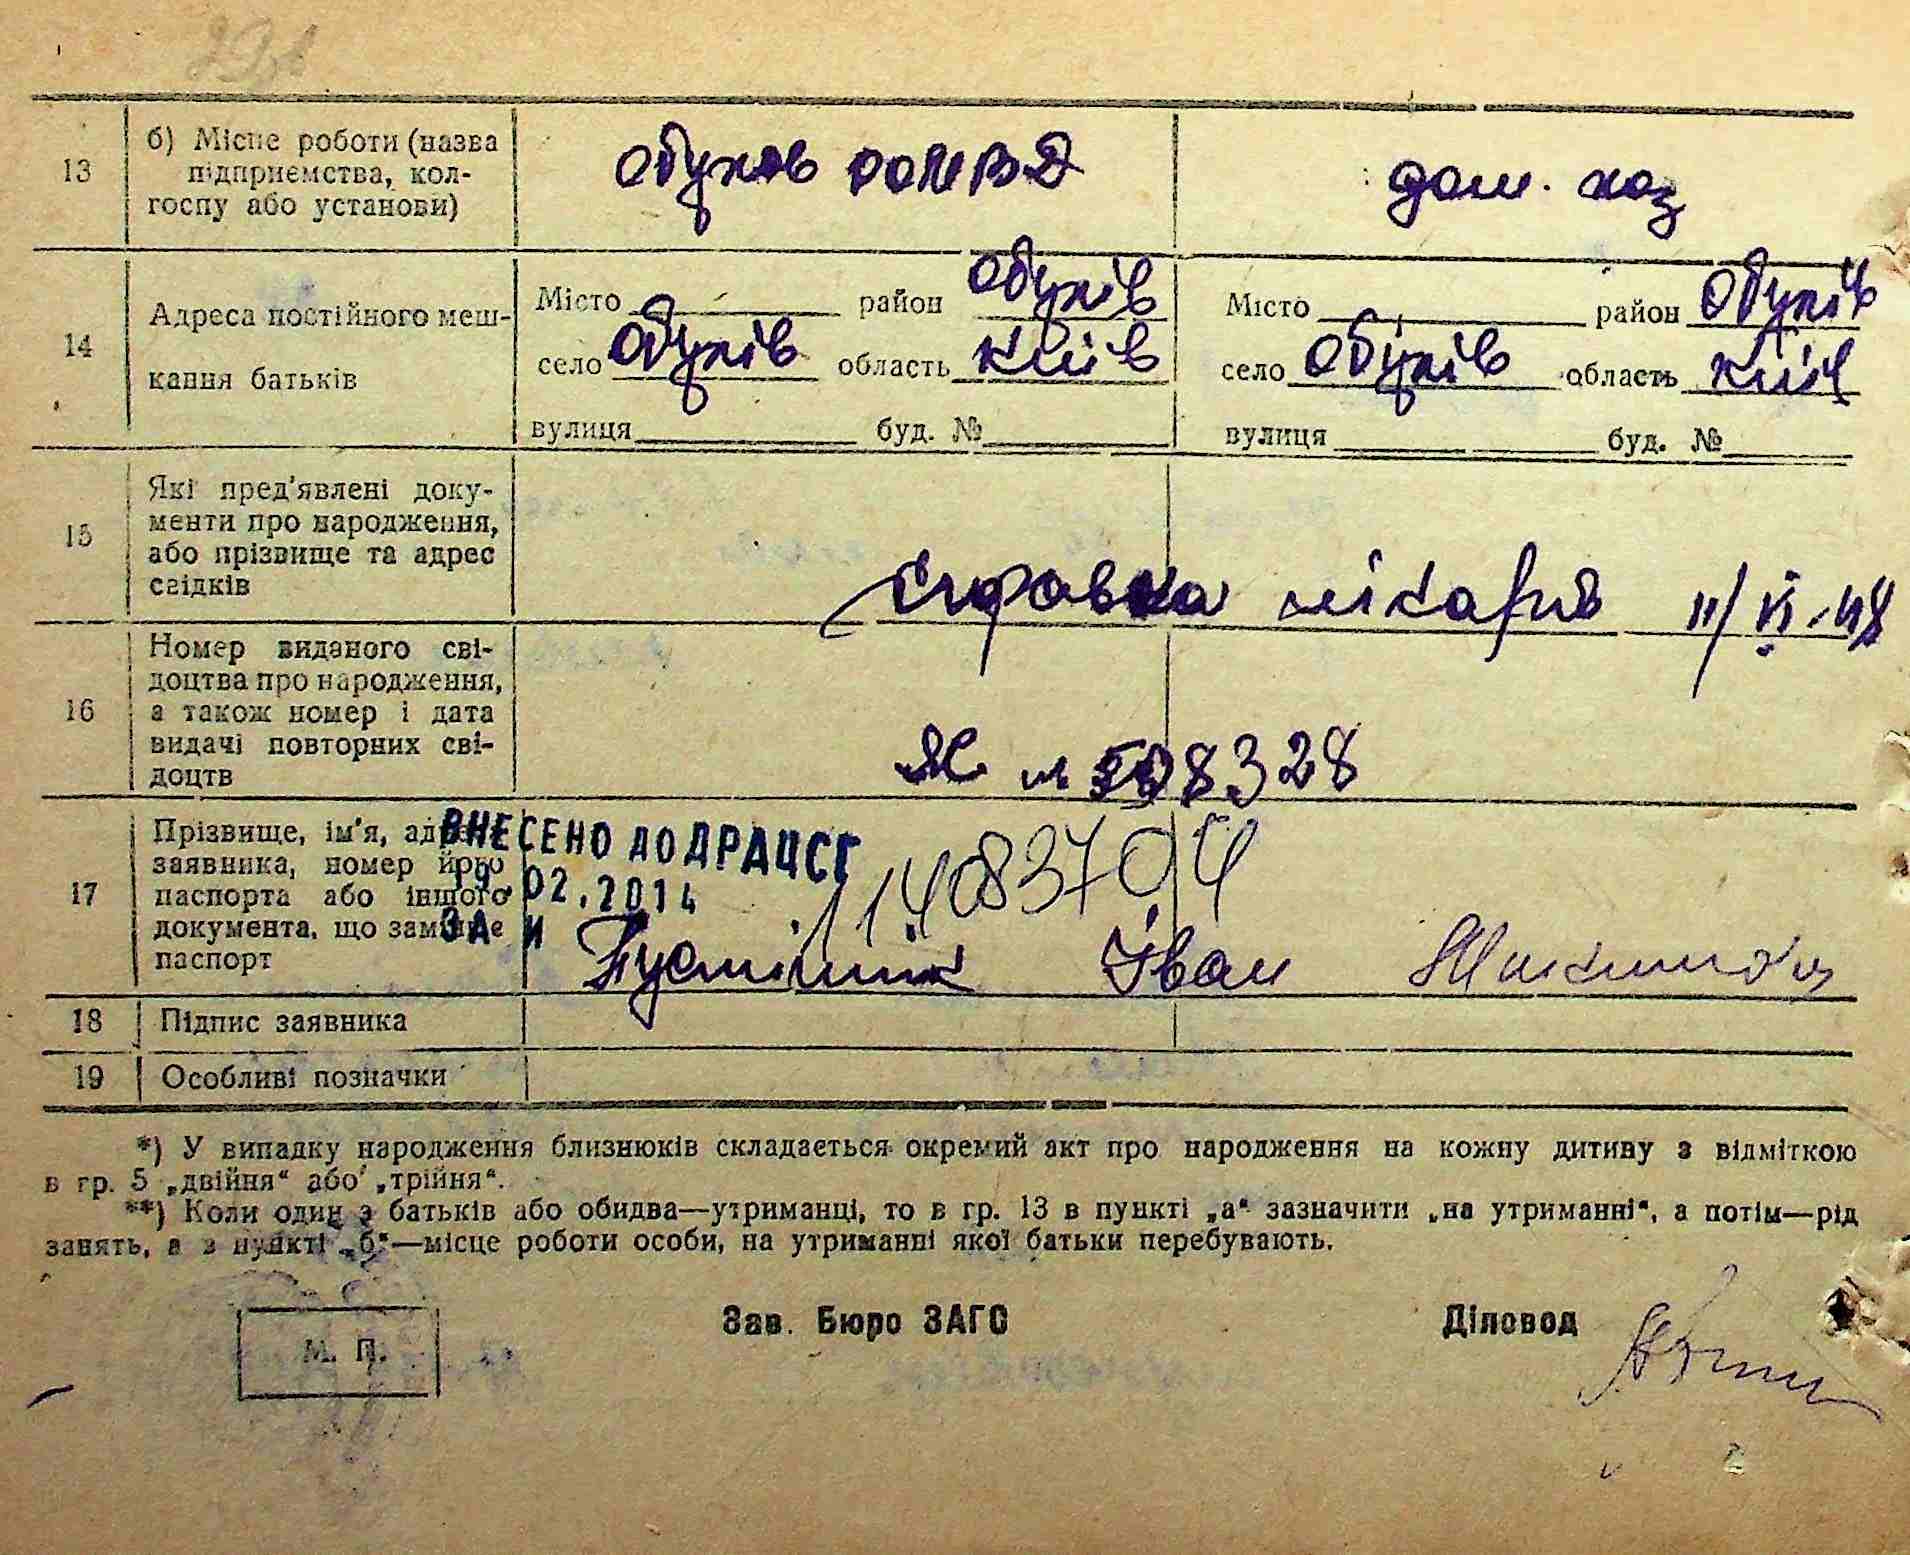 13
б) Місце роботи (назва
підприємства, кол-
госпу або установи)
Обухов РОМВД
дом. хоз
14
Адреса постійного меш-
кання батьків
Місто район Обухів
село Обухів область Київ
вулиця буд. №
Місто район Обухів
село Обухів область Київ
вулиця буд. №
15
Які пред'явлені доку-
менти про народження,
або прізвище та адрес
свідків
справка лікарні 11/VI-48
16
Номер виданого сві-
доцтва про народження,
а також номер і дата
видачі повторних сві-
доцтв
328
17
Прізвище, ім'я, адреса
заявника, номер його
паспорта або іншого
документа, що замінює
паспорт
ВНЕСЕНО ДО ДРАЦСГ
19.02.2014
ЗА И
Іван
18
Підпис заявника
19
Особливі позначки
*) У випадку народження близнюків складається окремий акт про народження на кожну дитину з відміткою
в гр. 5 „двійня“ або „трійня“.
**) Коли один з батьків або обидва—утриманці, то в гр. 13 в пункті „а“ зазначити „на утриманні“, а потім—рід
занять, а в пункті „б“—місце роботи особи, на утриманні якої батьки перебувають.
М. П.
Зав. Бюро ЗАГС
Діловод